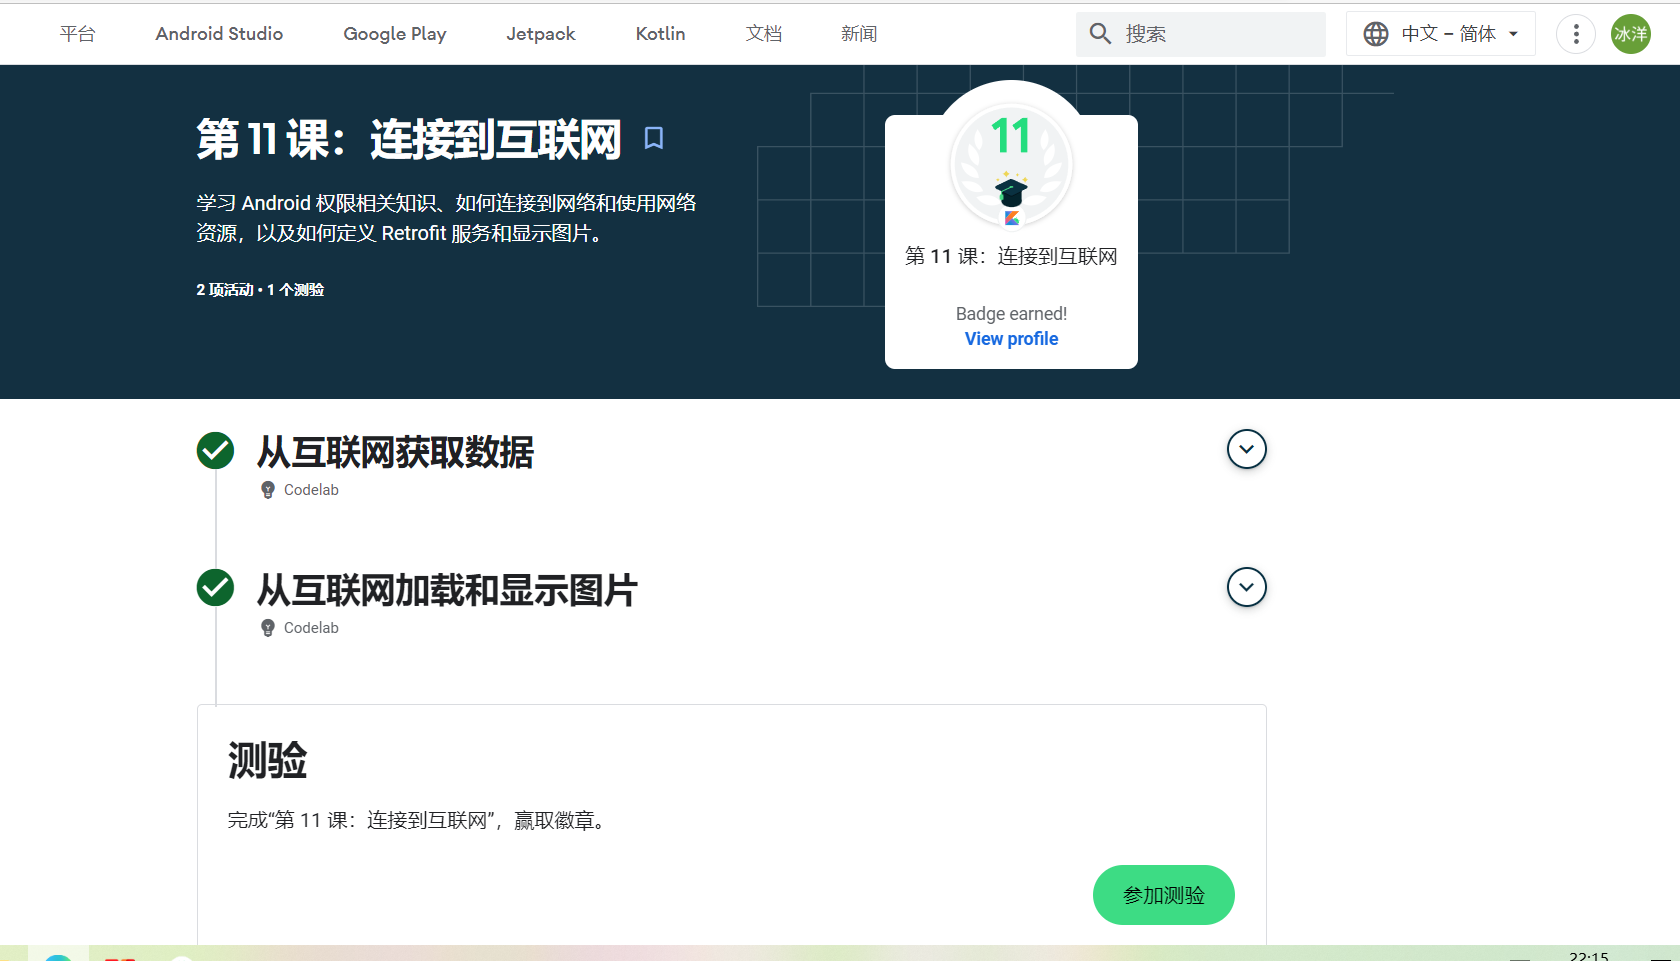 平台 Android Studio Google Play Jetpack Kotlin 文档 新闻 搜索 中文 – 简体 冰洋
第 11 课：连接到互联网
学习 Android 权限相关知识、如何连接到网络和使用网络
资源，以及如何定义 Retrofit 服务和显示图片。
2 项活动 • 1 个测验
11
第 11 课：连接到互联网
Badge earned!
View profile
从互联网获取数据
Codelab
从互联网加载和显示图片
Codelab
测验
完成“第 11 课：连接到互联网”，赢取徽章。
参加测验
22:15